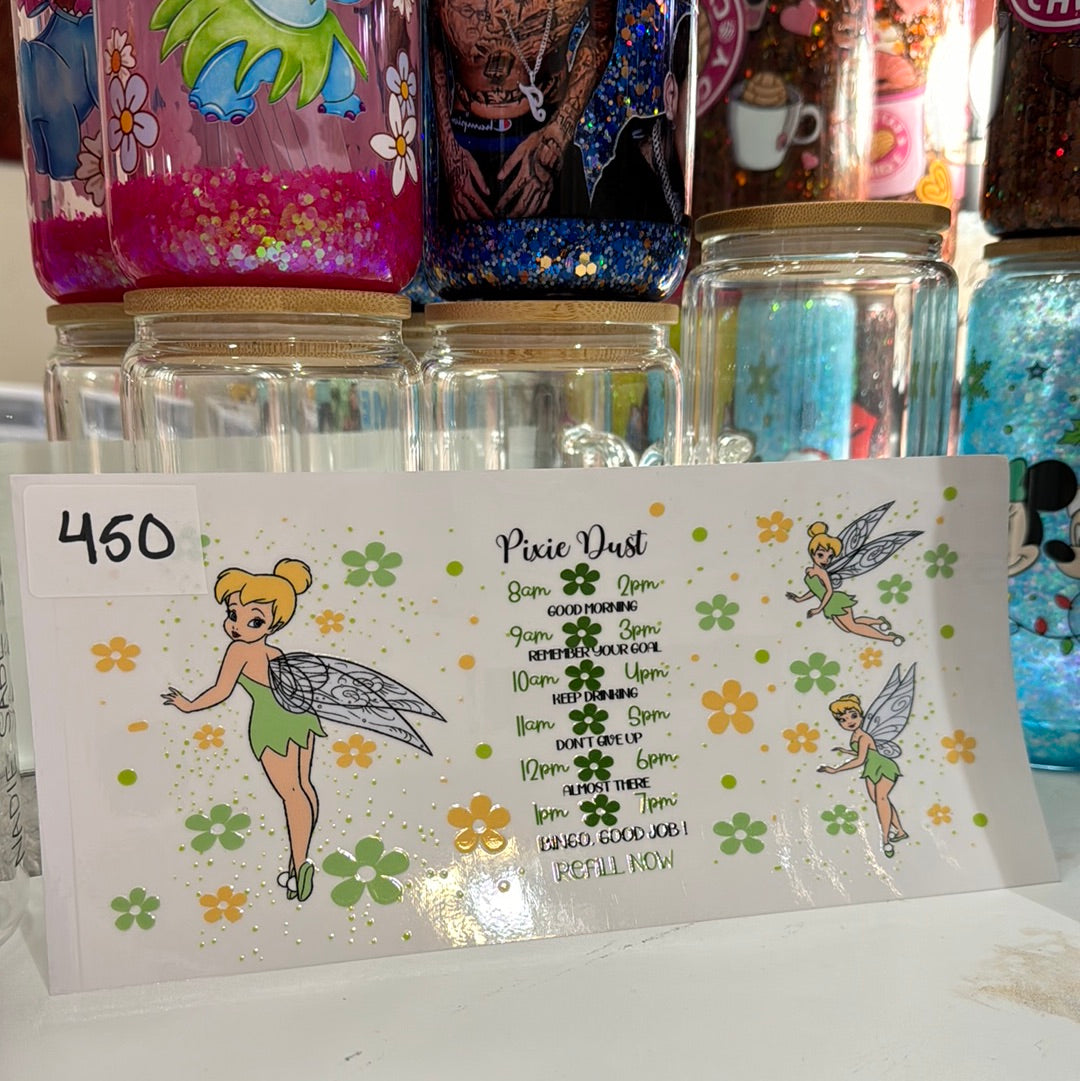 450
Pixie Dust
8am 2pm
GOOD MORNING
9am 3pm
REMEMBER YOUR GOAL
10am 4pm
KEEP DRINKING
11am 5pm
DON'T GIVE UP
12pm 6pm
ALMOST THERE
1pm 7pm
BINGO, GOOD JOB!
REFILL NOW